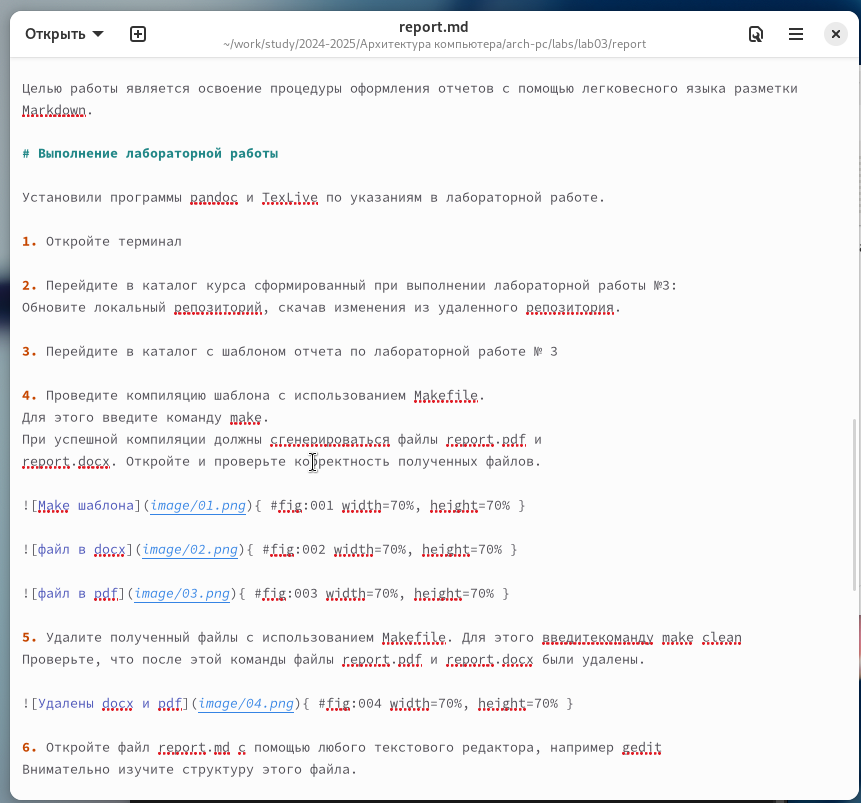 Открыть
report.md
~/work/study/2024-2025/Архитектура компьютера/arch-pc/labs/lab03/report
Целью работы является освоение процедуры оформления отчетов с помощью легковесного языка разметки
Markdown.
# Выполнение лабораторной работы
Установили программы pandoc и TexLive по указаниям в лабораторной работе.
1. Откройте терминал
2. Перейдите в каталог курса сформированный при выполнении лабораторной работы №3:
Обновите локальный репозиторий, скачав изменения из удаленного репозитория.
3. Перейдите в каталог с шаблоном отчета по лабораторной работе № 3
4. Проведите компиляцию шаблона с использованием Makefile.
Для этого введите команду make.
При успешной компиляции должны сгенерироваться файлы report.pdf и
report.docx. Откройте и проверьте корректность полученных файлов.
![Make шаблона](image/01.png){ #fig:001 width=70%, height=70% }
![файл в docx](image/02.png){ #fig:002 width=70%, height=70% }
![файл в pdf](image/03.png){ #fig:003 width=70%, height=70% }
5. Удалите полученный файлы с использованием Makefile. Для этого введитекоманду make clean
Проверьте, что после этой команды файлы report.pdf и report.docx были удалены.
![Удалены docx и pdf](image/04.png){ #fig:004 width=70%, height=70% }
6. Откройте файл report.md c помощью любого текстового редактора, например gedit
Внимательно изучите структуру этого файла.